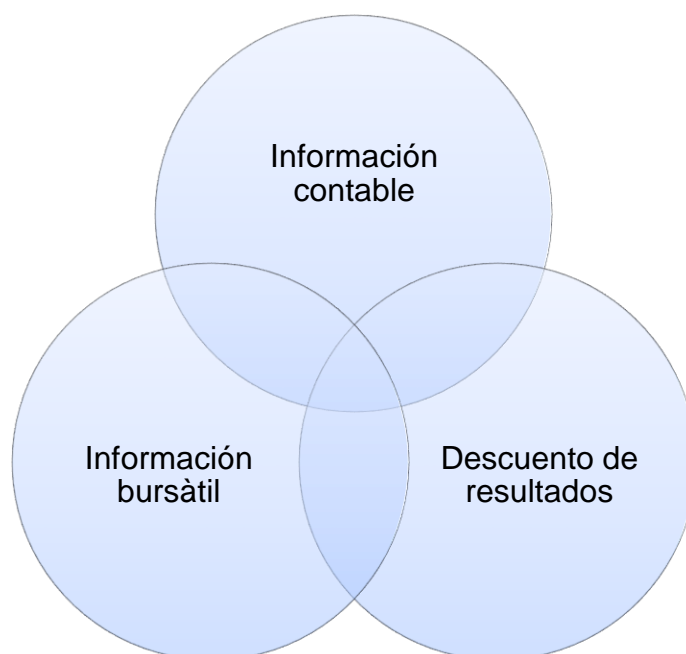 Información
contable
Información
bursàtil
Descuento de
resultados